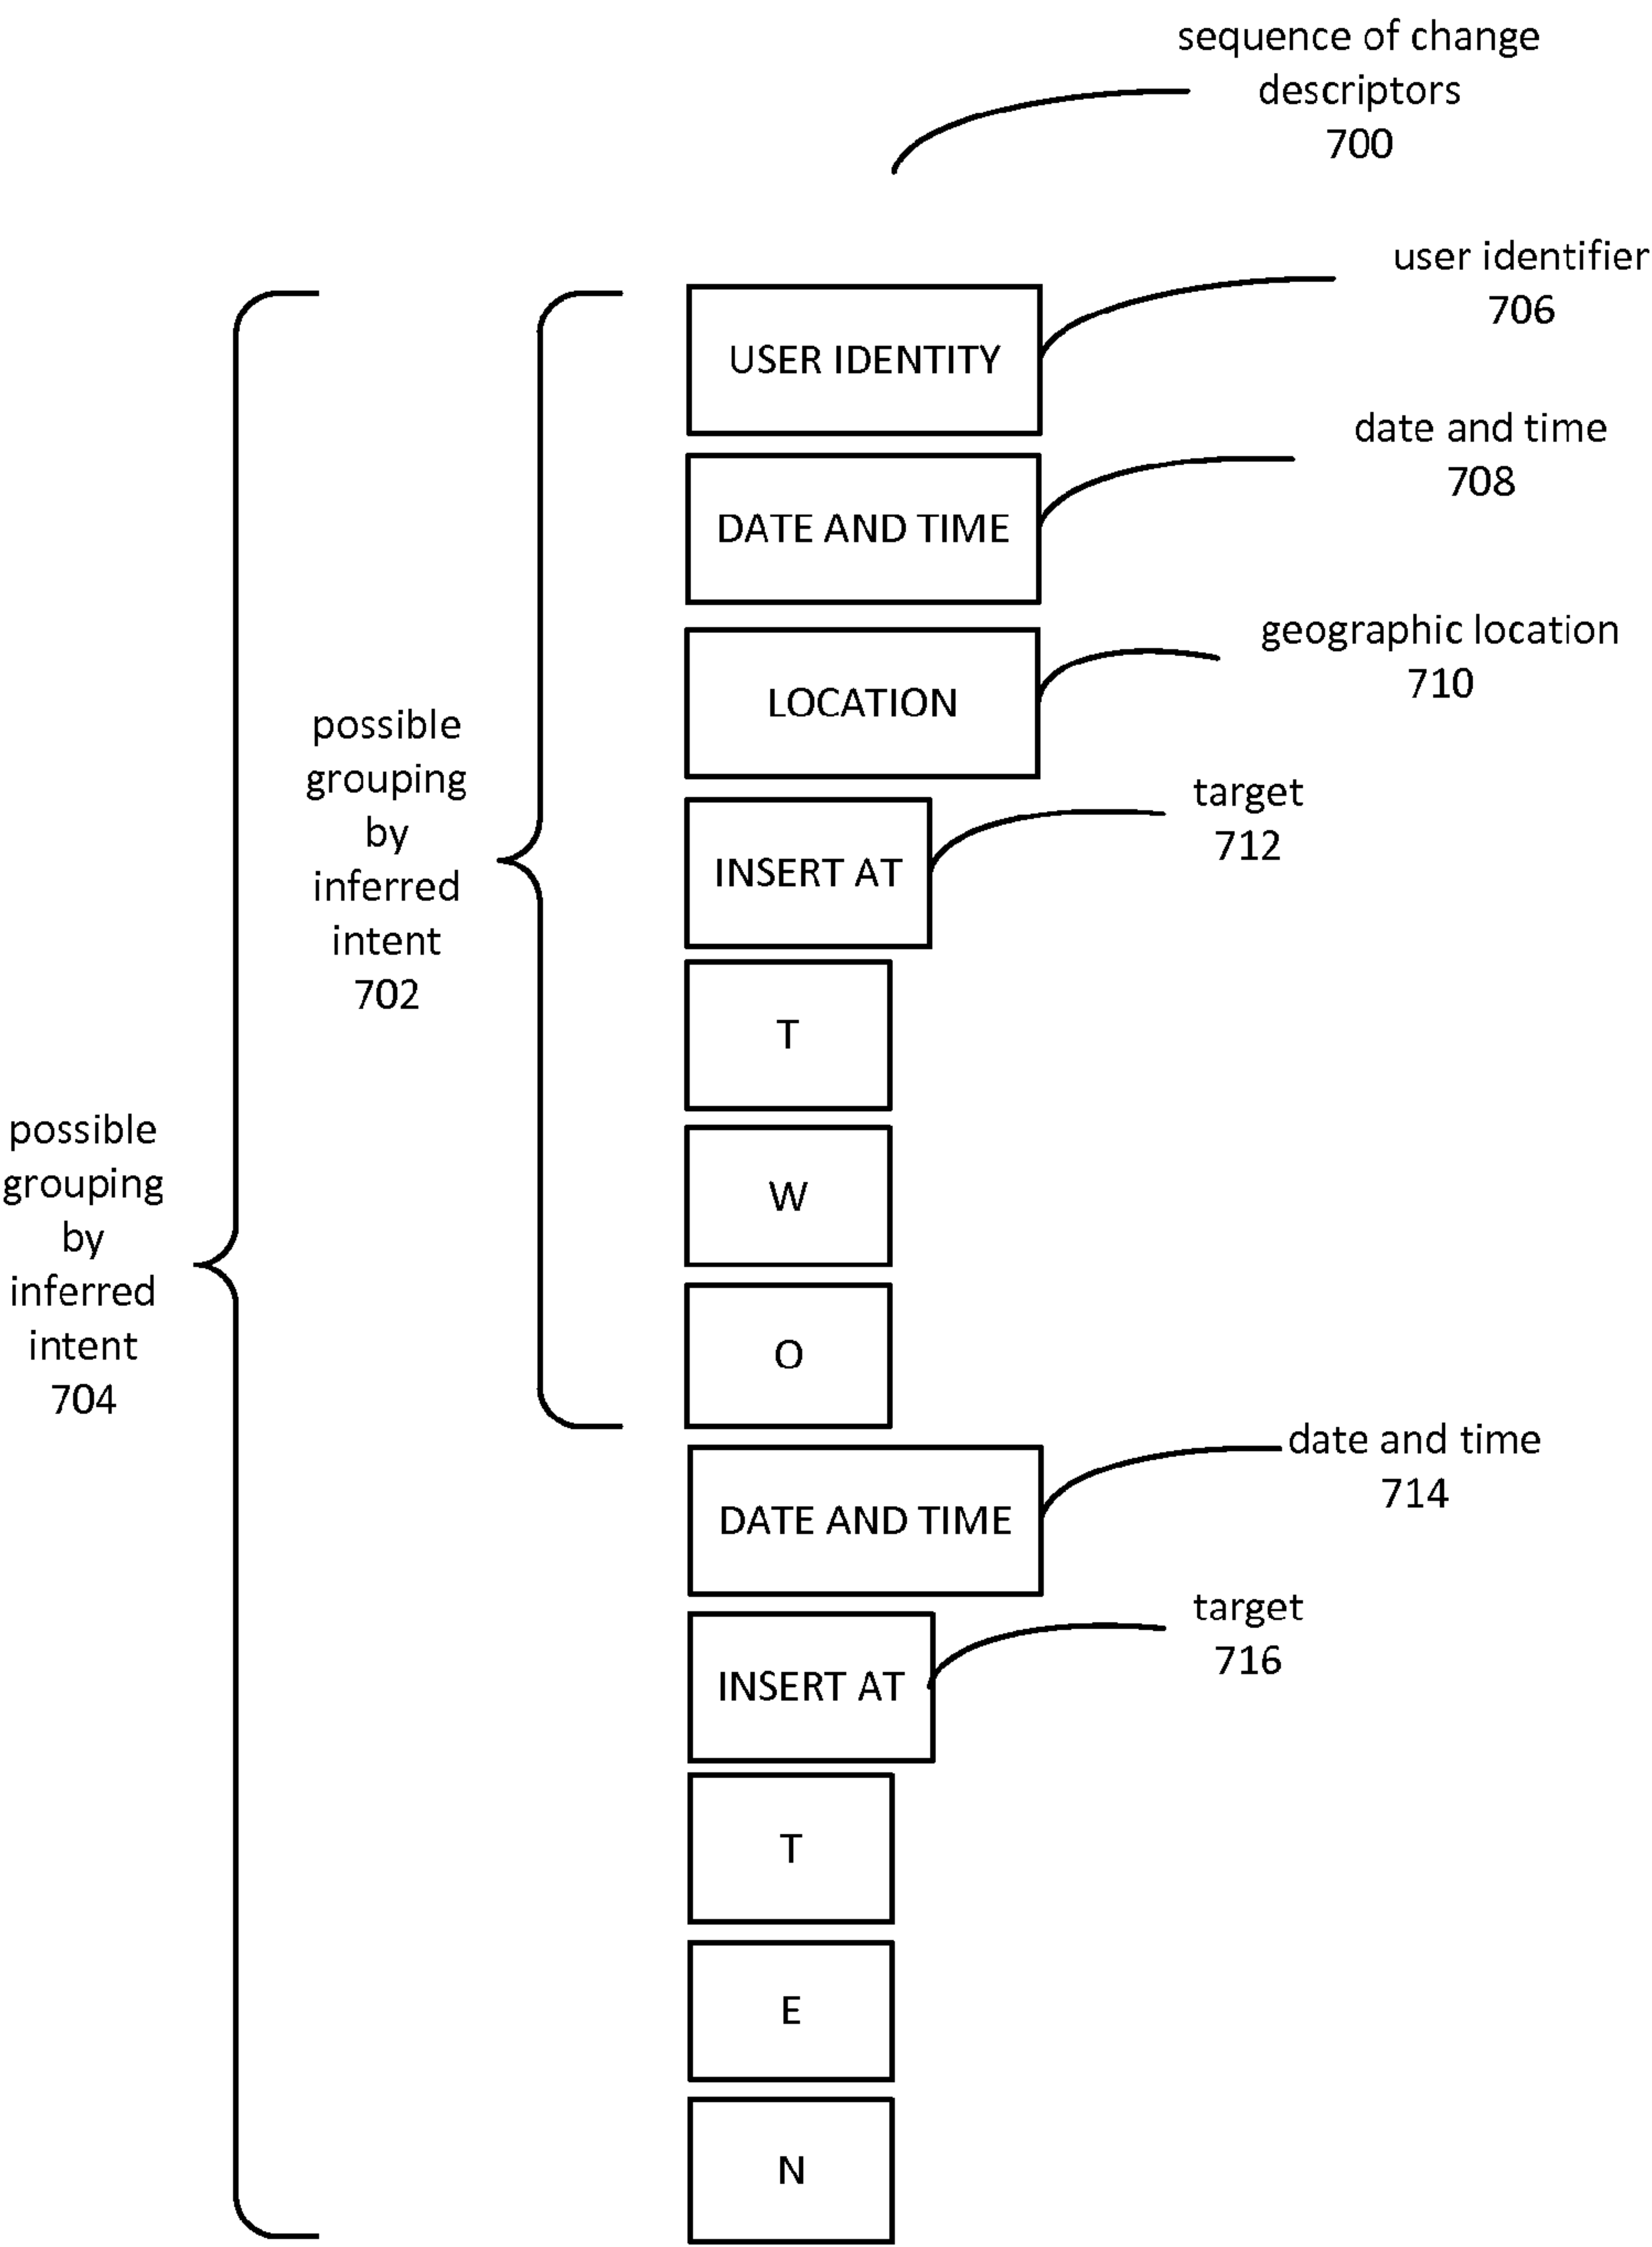 sequence of change
descriptors
700
user identifier
706
USER IDENTITY
date and time
708
DATE AND TIME
geographic location
710
LOCATION
possible
grouping
by
inferred
intent
702
target
712
INSERT AT
T
W
O
possible
grouping
by
inferred
intent
704
date and time
714
DATE AND TIME
target
716
INSERT AT
T
E
N